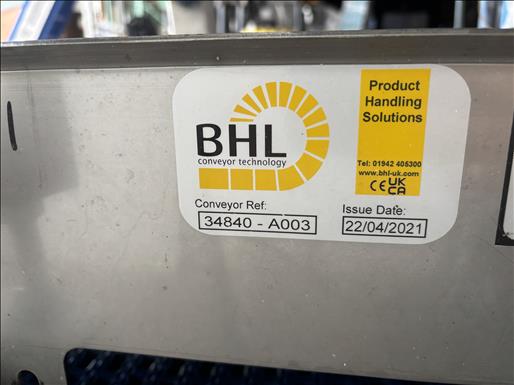 BHL
conveyor technology
Product
Handling
Solutions
Tel: 01942 405300
www.bhl-uk.com
CE UK
CA
Conveyor Ref:
34840 - A003
Issue Date:
22/04/2021